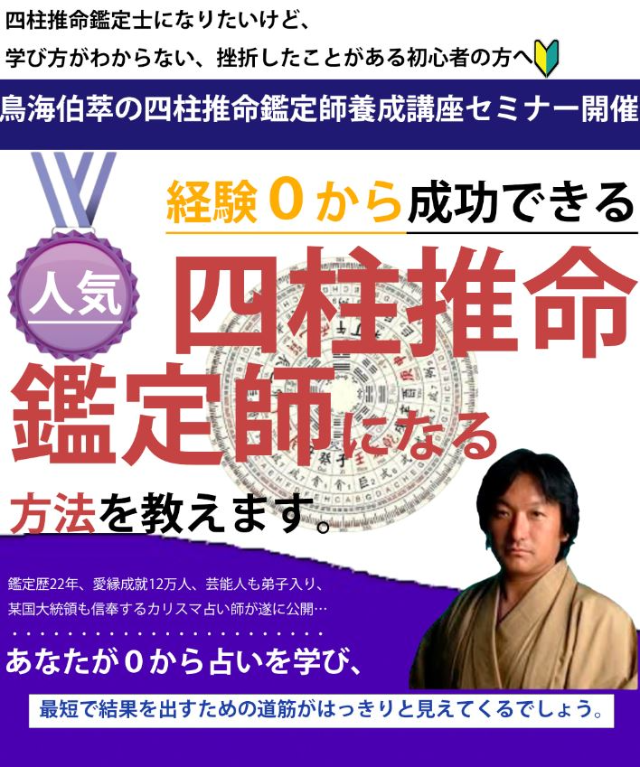 四柱推命鑑定士になりたいけど、
学び方がわからない、挫折したことがある初心者の方へ
鳥海伯萃の四柱推命鑑定師養成講座セミナー開催
経験０から成功できる
人気
四柱推命
鑑定師になる
方法を教えます。
鑑定歴22年、愛縁成就12万人、芸能人も弟子入り、
某国大統領も信奉するカリスマ占い師が遂に公開…
あなたが０から占いを学び、
最短で結果を出すための道筋がはっきりと見えてくるでしょう。